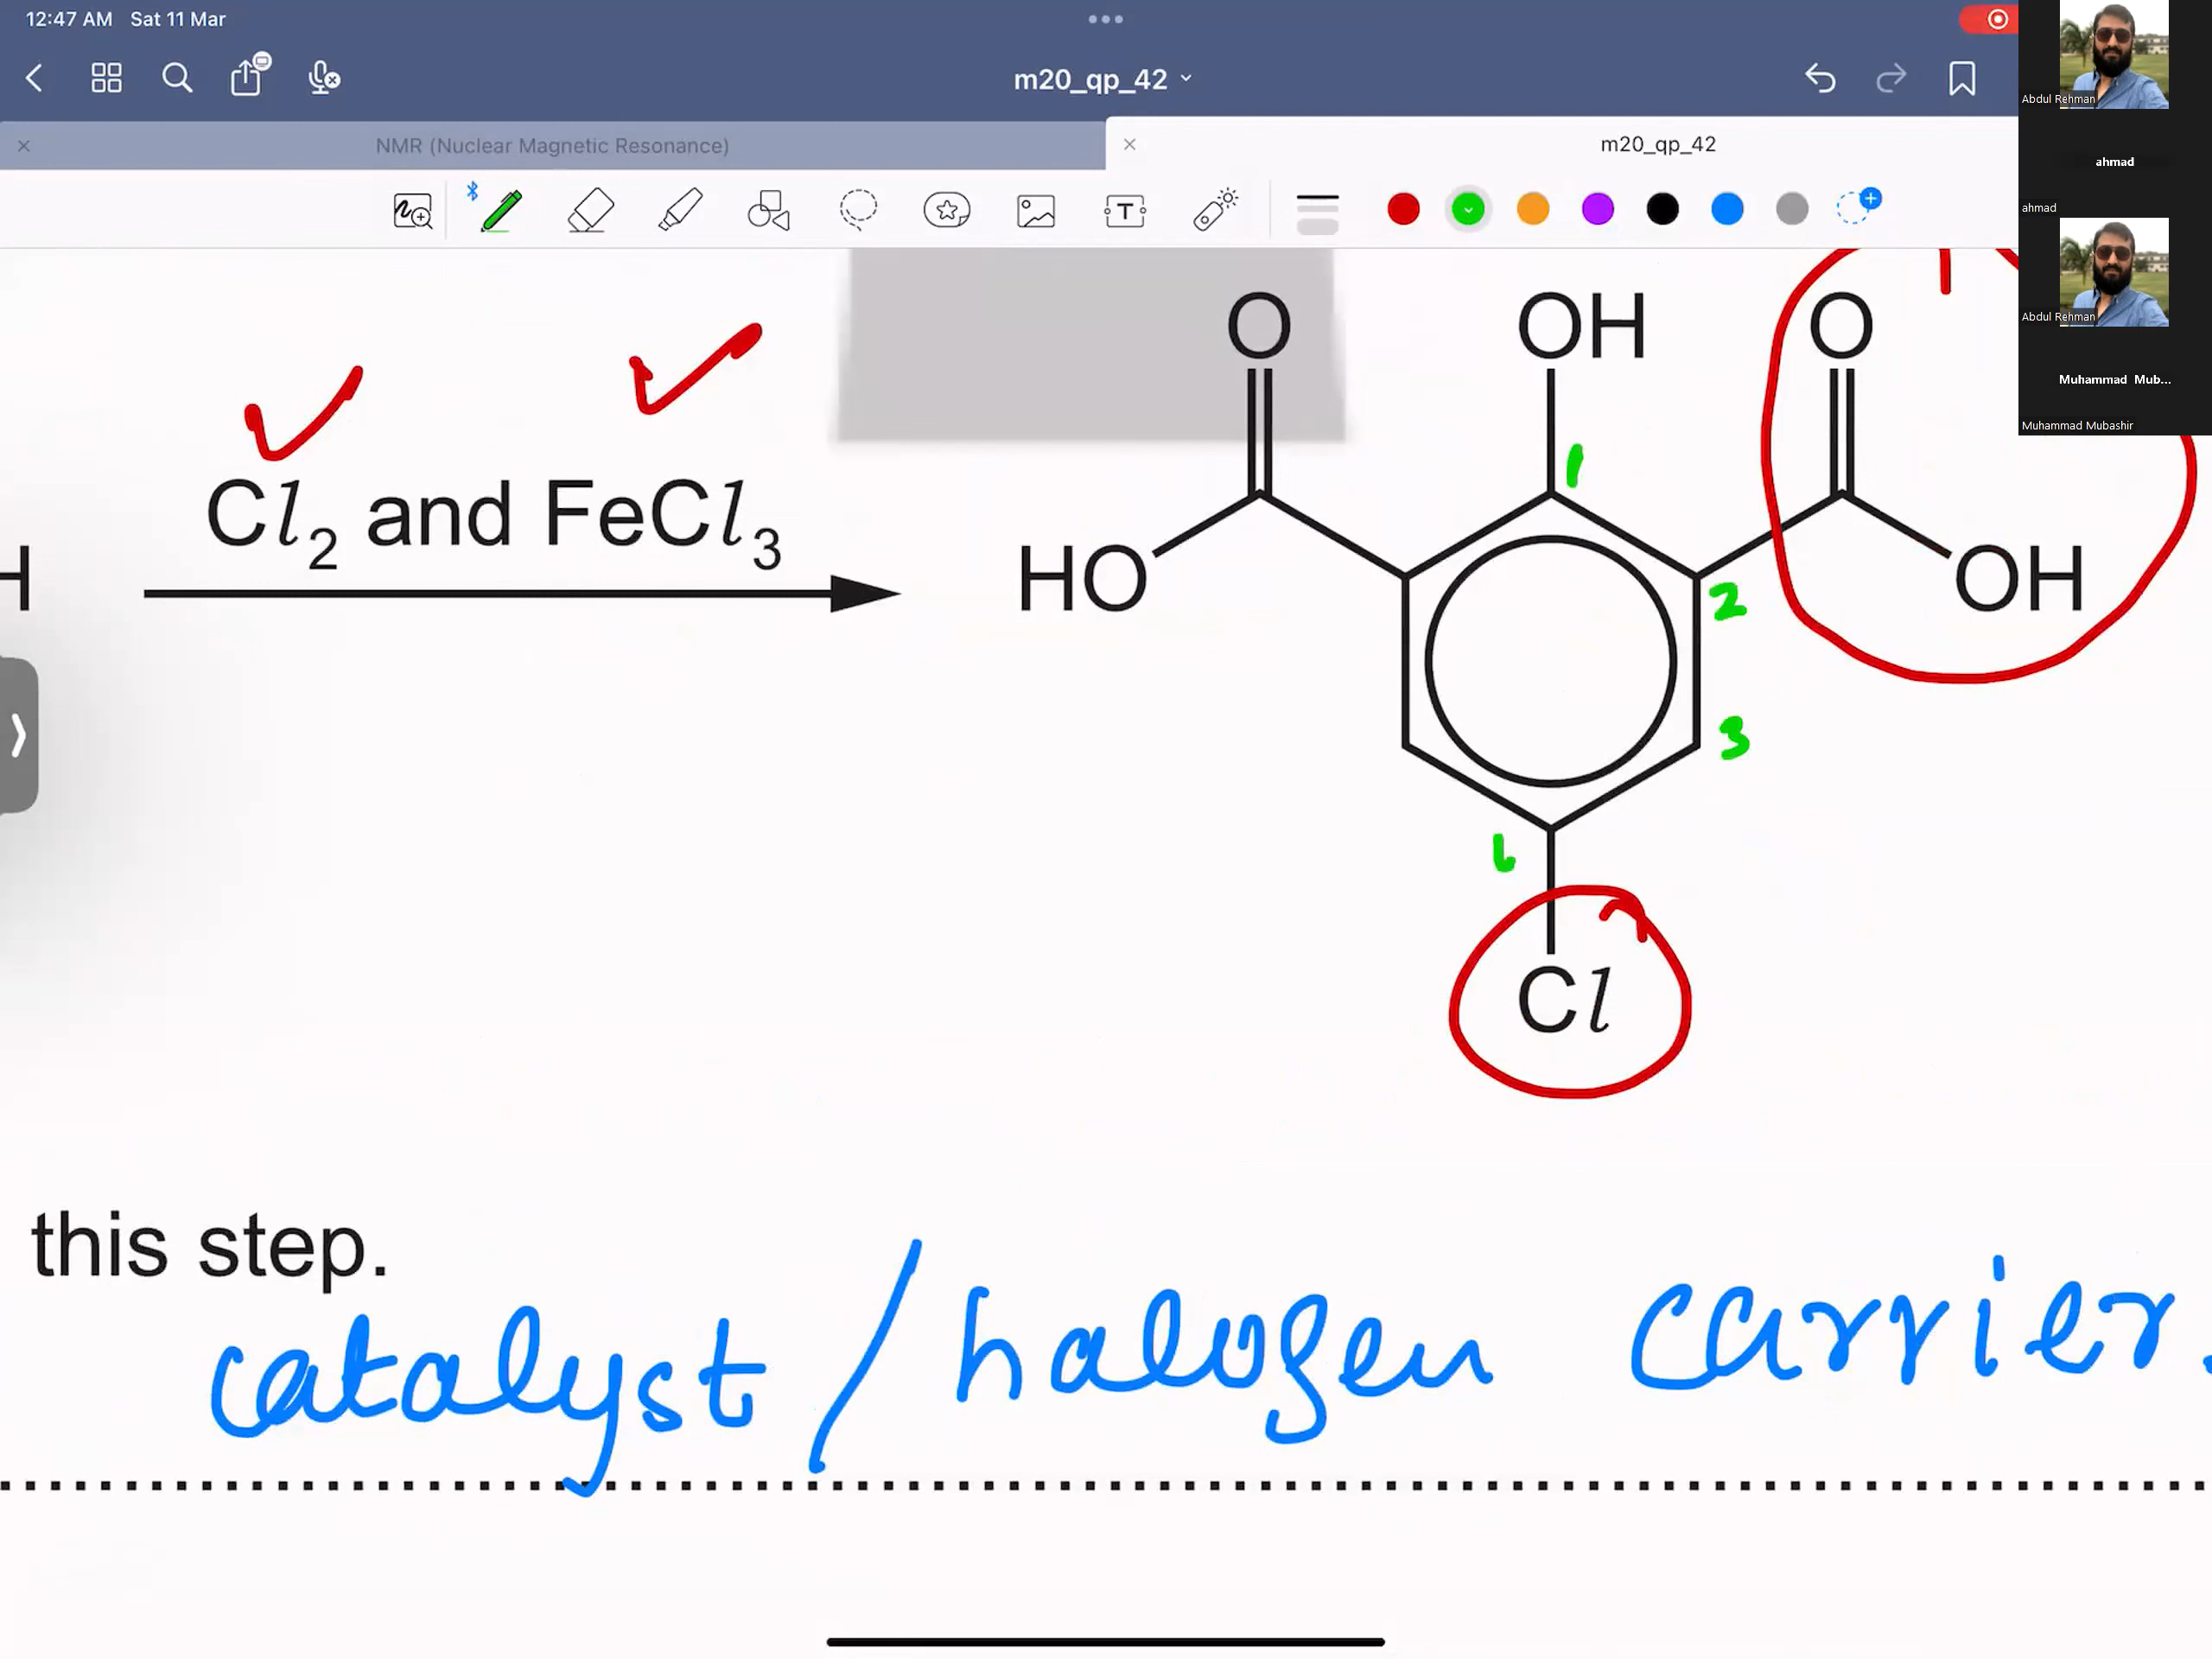 12:47 AM Sat 11 Mar
m20_qp_42
NMR (Nuclear Magnetic Resonance)
m20_qp_42
T
Abdul Rehman
ahmad
ahmad
Abdul Rehman
Muhammad Mub...
Muhammad Mubashir
O
OH
O
1
Cl2 and FeCl3
H
HO
OH
2
3
Cl
this step.
catalyst / halogen carrier.